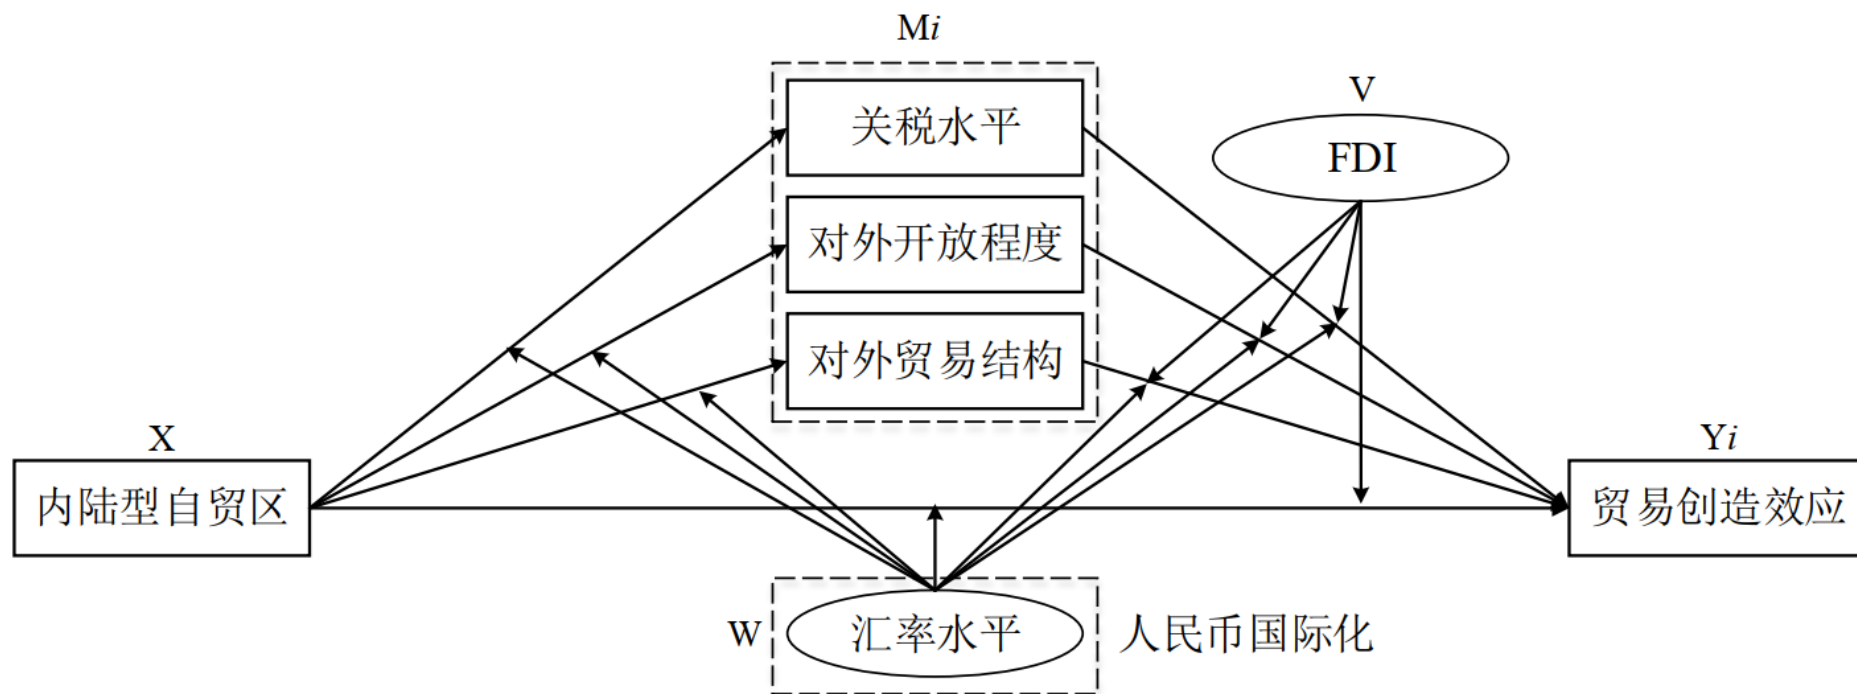 Mi
关税水平
V
FDI
对外开放程度
对外贸易结构
X
内陆型自贸区
Yi
贸易创造效应
W
汇率水平
人民币国际化